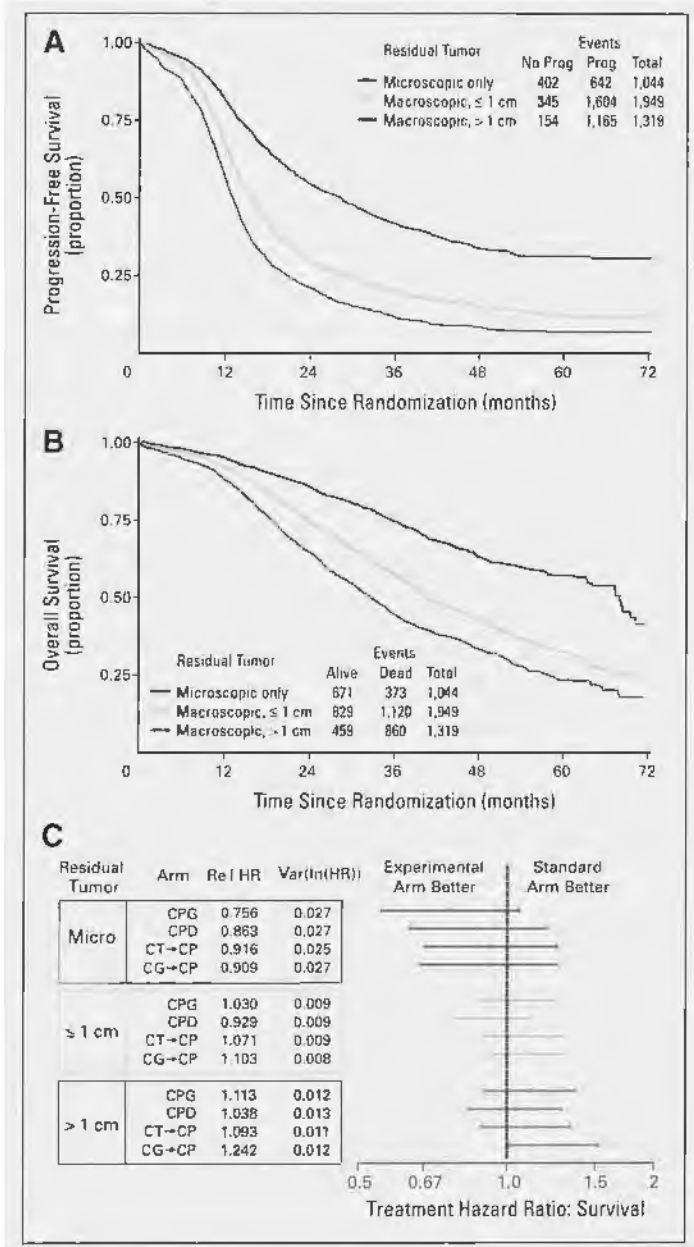 A
1.00
0.75
0.50
0.25
Progression-Free Survival
(proportion)
Residual Tumor
Events
No Prog Prog Total
Microscopic only 402 642 1,044
Macroscopic, ≤ 1 cm 345 1,604 1,949
Macroscopic, > 1 cm 154 1,165 1,319
0 12 24 36 48 60 72
Time Since Randomization (months)
B
1.00
0.75
0.50
0.25
Overall Survival
(proportion)
Residual Tumor
Events
Alive Dead Total
Microscopic only 671 373 1,044
Macroscopic, ≤ 1 cm 829 1,120 1,949
Macroscopic, > 1 cm 459 860 1,319
0 12 24 36 48 60 72
Time Since Randomization (months)
C
Residual
Tumor
Arm Rel HR Var(ln(HR))
Experimental
Arm Better
Standard
Arm Better
Micro
CPG 0.756 0.027
CPD 0.863 0.027
CT→CP 0.916 0.025
CG→CP 0.909 0.027
≤ 1 cm
CPG 1.030 0.009
CPD 0.929 0.009
CT→CP 1.071 0.009
CG→CP 1.103 0.008
> 1 cm
CPG 1.113 0.012
CPD 1.038 0.013
CT→CP 1.093 0.011
CG→CP 1.242 0.012
0.5 0.67 1.0 1.5 2
Treatment Hazard Ratio: Survival